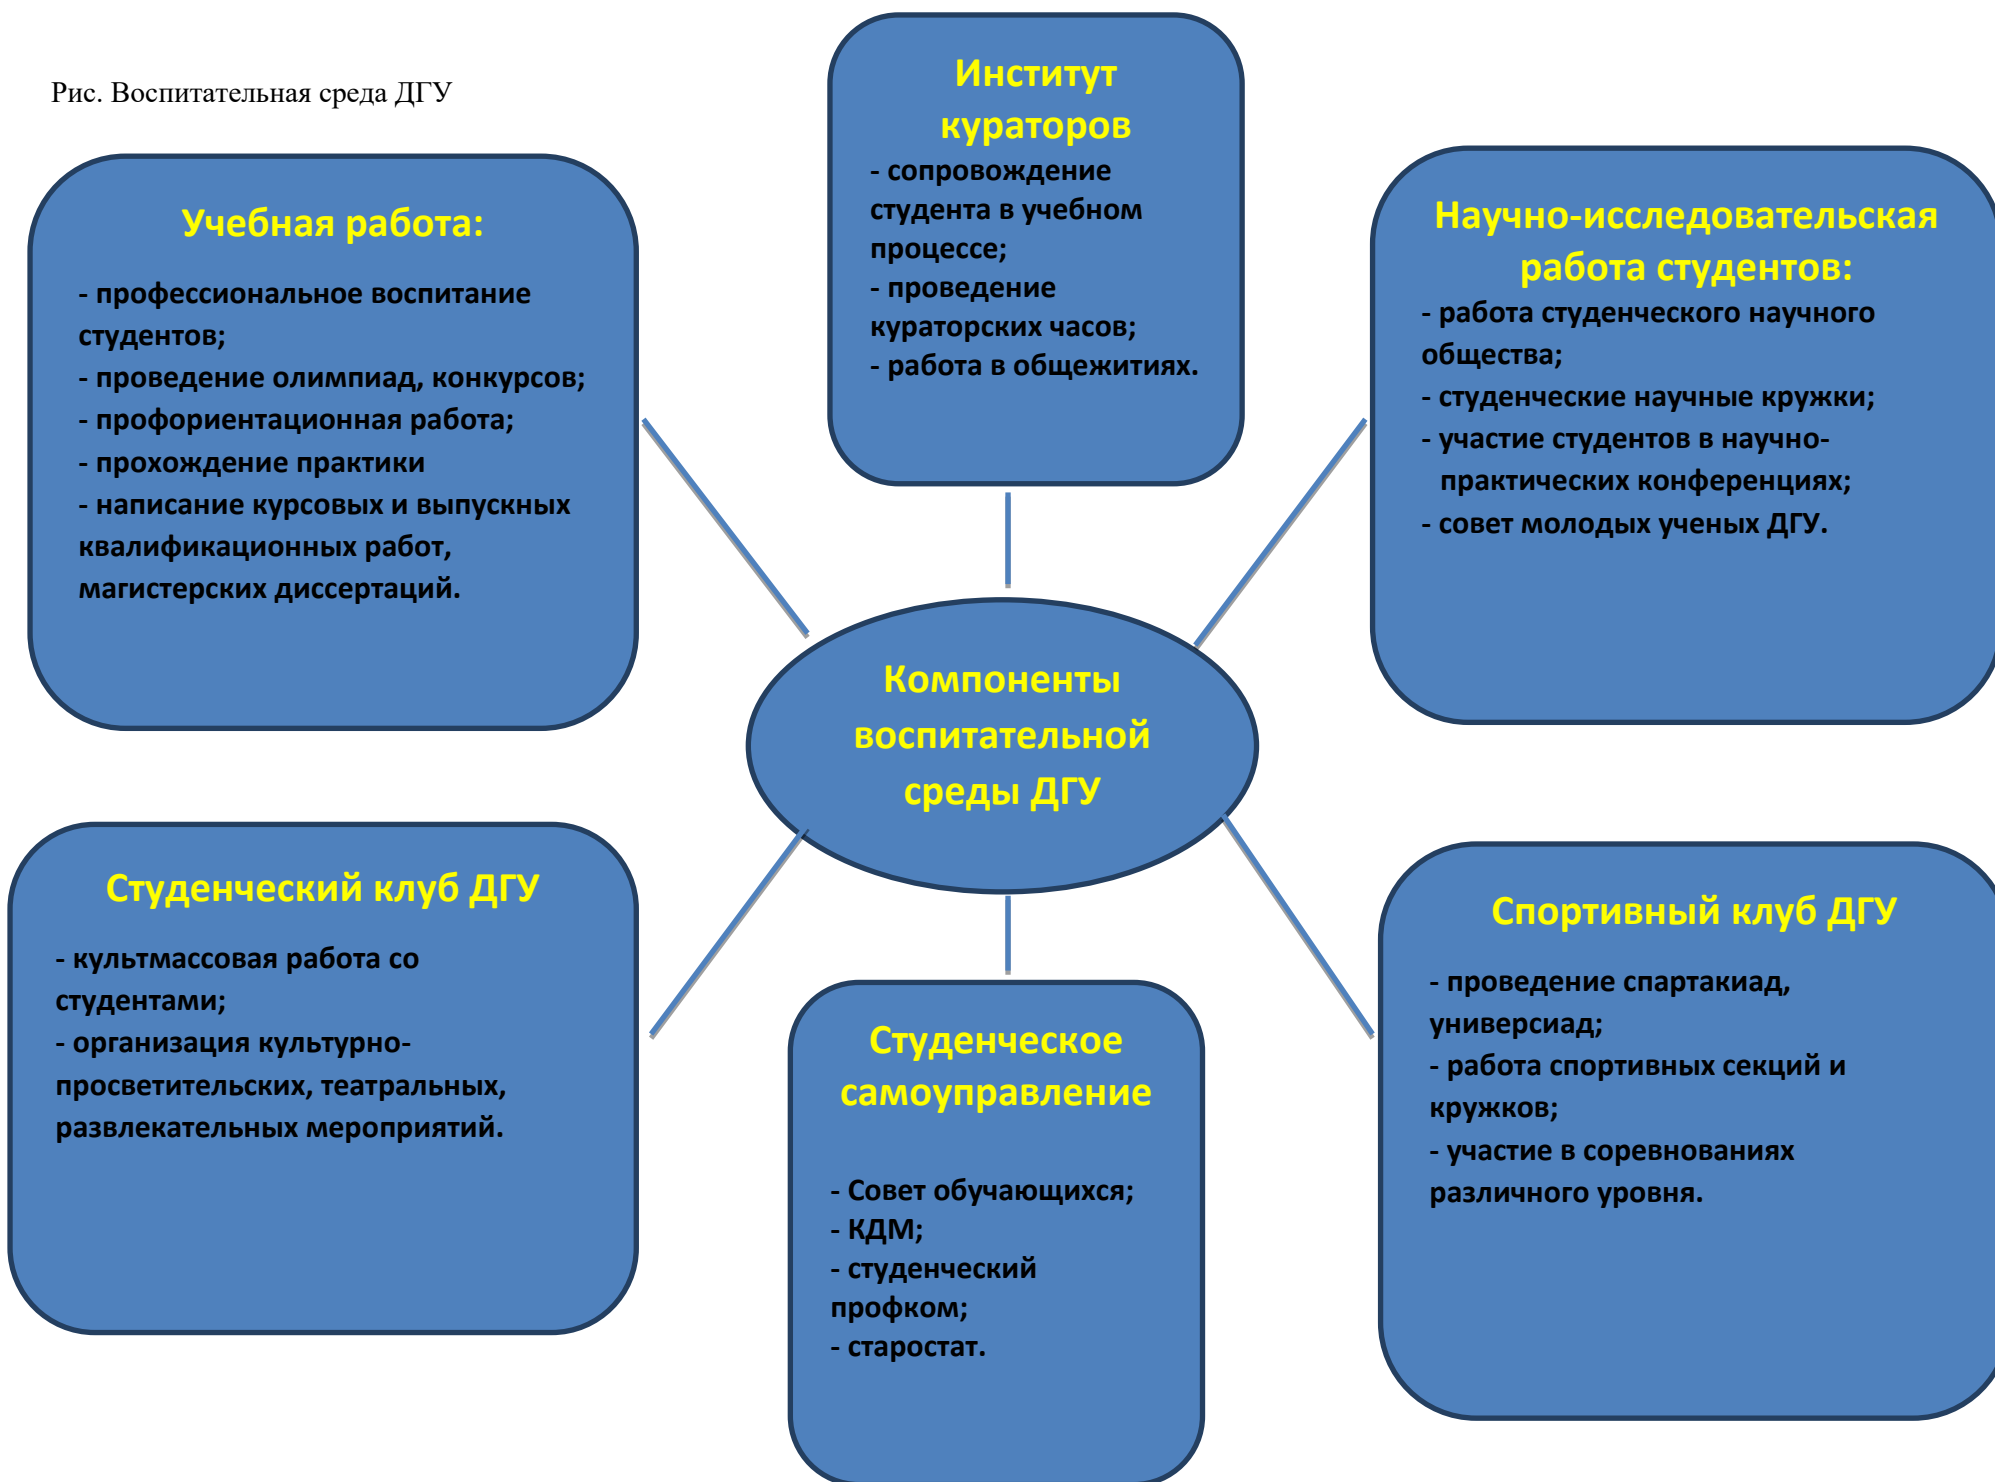 Рис. Воспитательная среда ДГУ
Институт
кураторов
- сопровождение
студента в учебном
процессе;
- проведение
кураторских часов;
- работа в общежитиях.
Учебная работа:
- профессиональное воспитание
студентов;
- проведение олимпиад, конкурсов;
- профориентационная работа;
- прохождение практики
- написание курсовых и выпускных
квалификационных работ,
магистерских диссертаций.
Научно-исследовательская
работа студентов:
- работа студенческого научного
общества;
- студенческие научные кружки;
- участие студентов в научно-
практических конференциях;
- совет молодых ученых ДГУ.
Компоненты
воспитательной
среды ДГУ
Студенческий клуб ДГУ
- культмассовая работа со
студентами;
- организация культурно-
просветительских, театральных,
развлекательных мероприятий.
Студенческое
самоуправление
- Совет обучающихся;
- КДМ;
- студенческий
профком;
- старостат.
Спортивный клуб ДГУ
- проведение спартакиад,
универсиад;
- работа спортивных секций и
кружков;
- участие в соревнованиях
различного уровня.